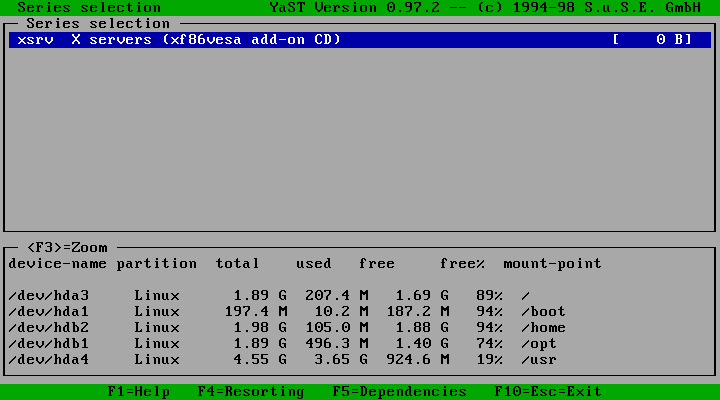 Series selection YaST Version 0.97.2 -- (c) 1994-98 S.u.S.E. GmbH
Series selection
xsrv X servers (xf86vesa add-on CD) [ 0 B]
<F3>=Zoom
device-name partition total used free free% mount-point
/dev/hda3 Linux 1.89 G 207.4 M 1.69 G 89% /
/dev/hda1 Linux 197.4 M 10.2 M 187.2 M 94% /boot
/dev/hdb2 Linux 1.98 G 105.0 M 1.88 G 94% /home
/dev/hdb1 Linux 1.89 G 496.3 M 1.40 G 74% /opt
/dev/hda4 Linux 4.55 G 3.65 G 924.6 M 19% /usr
F1=Help F4=Resorting F5=Dependencies F10=Esc=Exit